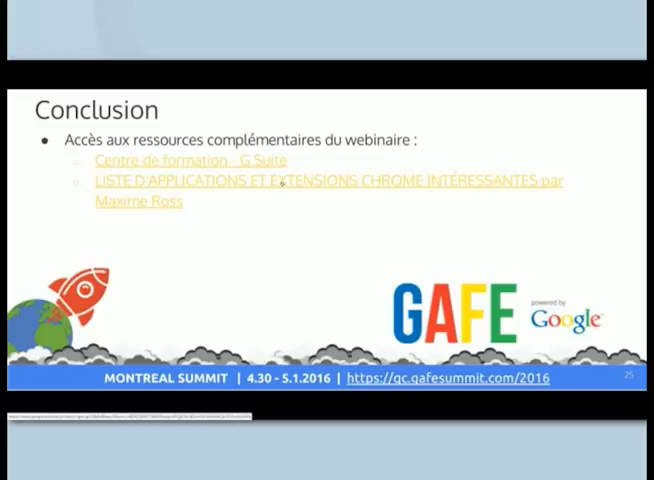 Conclusion
● Accès aux ressources complémentaires du webinaire :
○ Centre de formation - G Suite
○ LISTE D'APPLICATIONS ET EXTENSIONS CHROME INTÉRESSANTES par
Maxime Ross
GAFE
powered by
Google
MONTREAL SUMMIT | 4.30 - 5.1.2016 | https://qc.gafesummit.com/2016
25